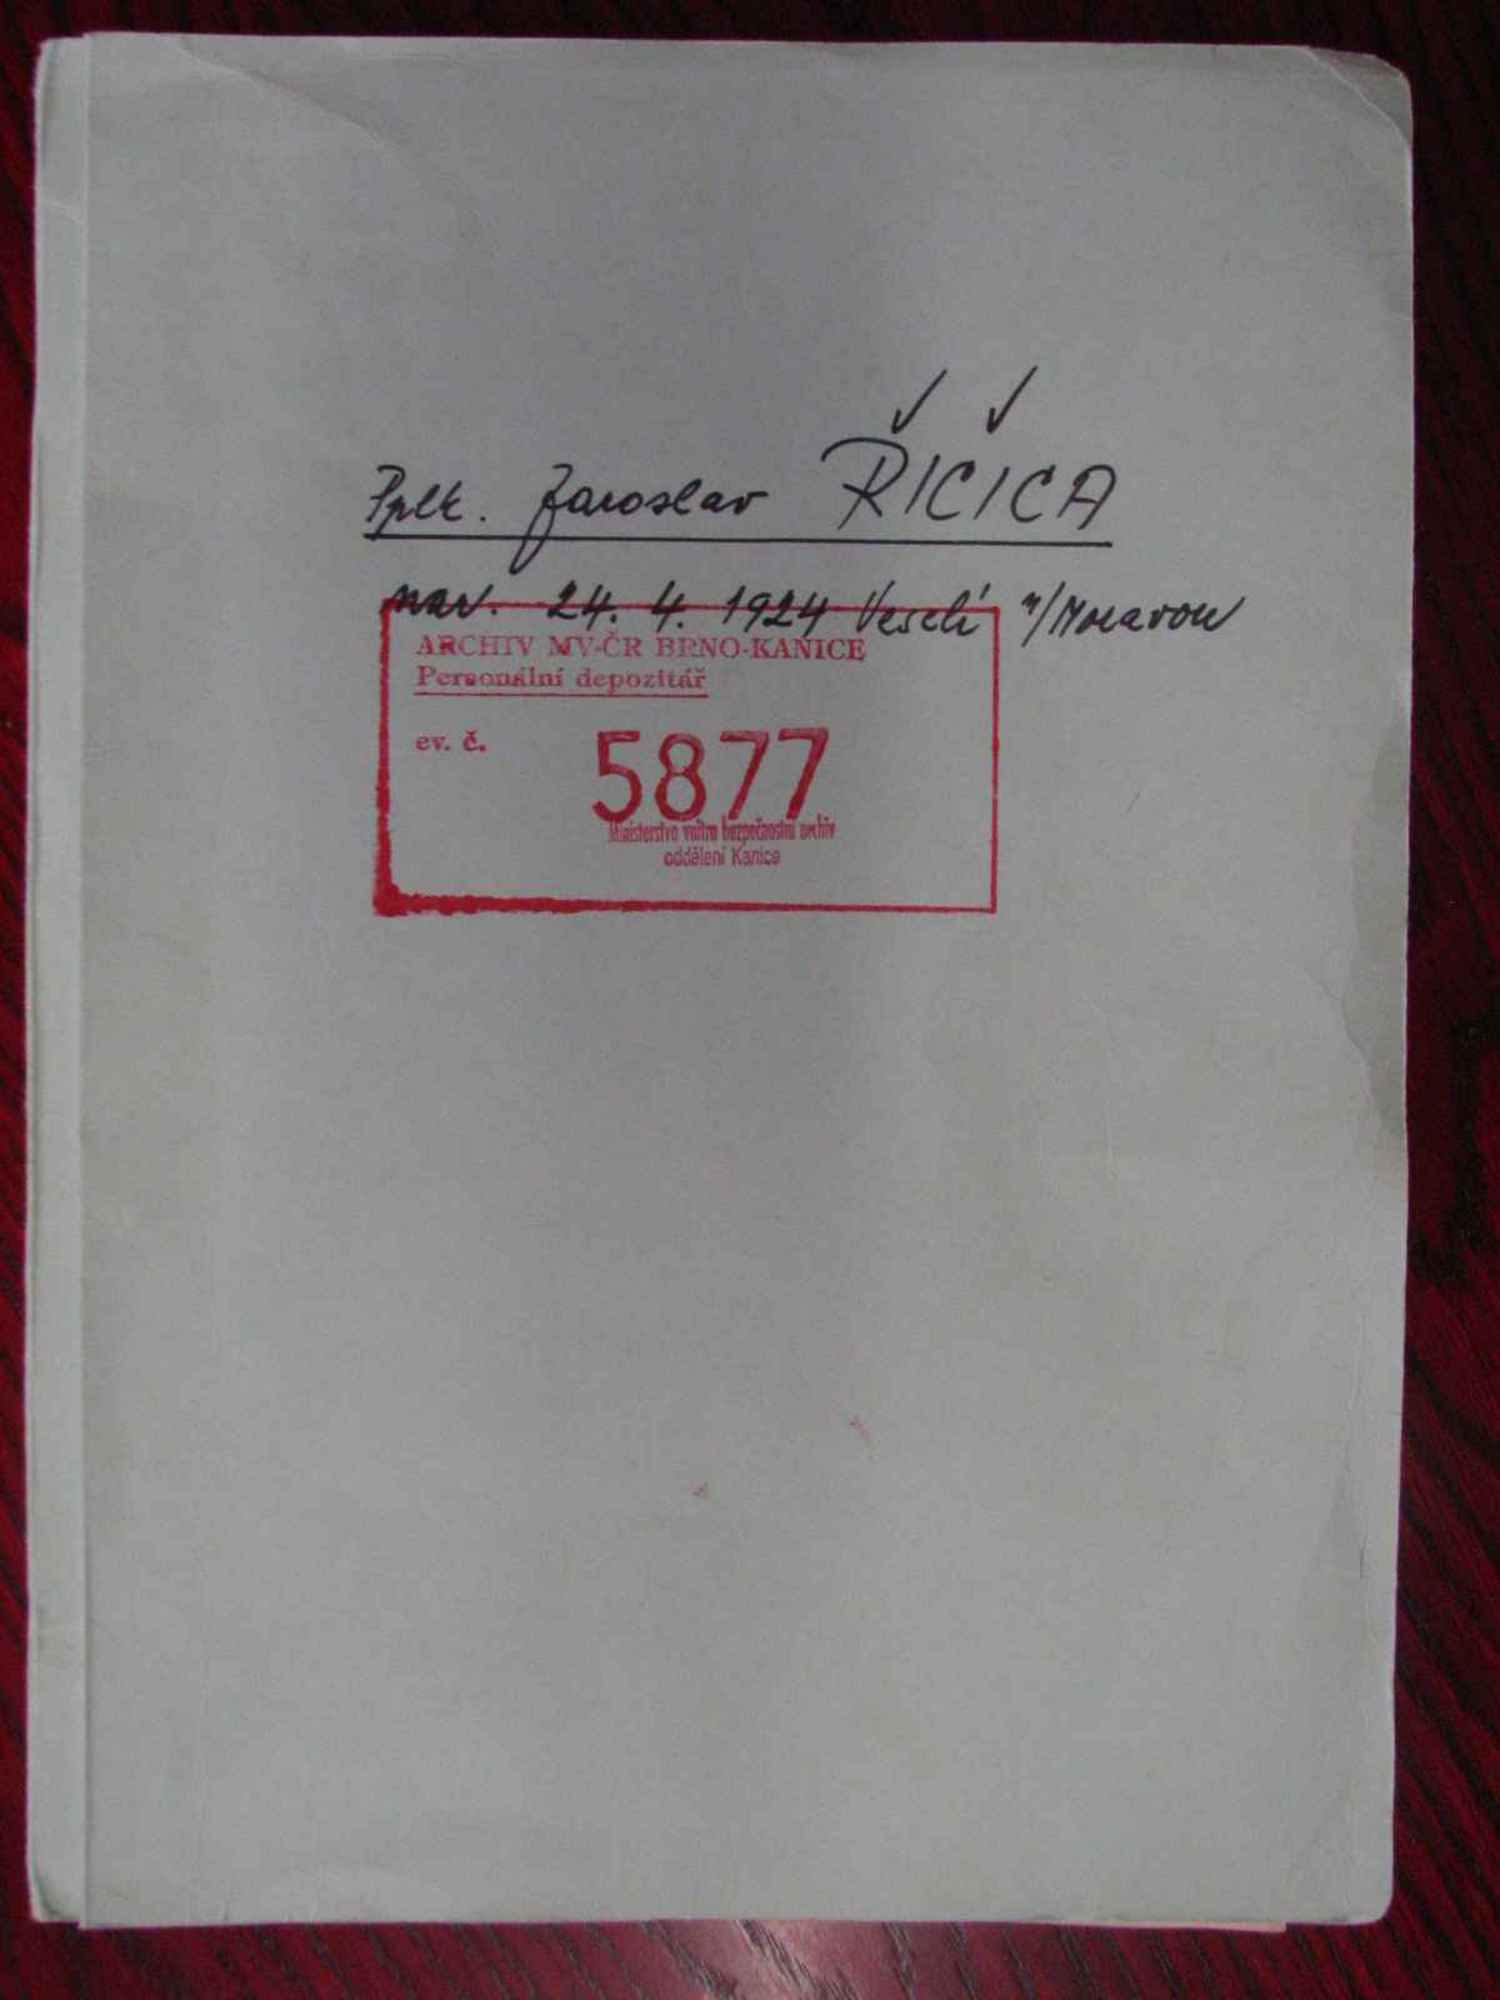 Pplk. Jaroslav ŘIČICA
nar. 24. 4. 1924 Veselí n/Moravou
ARCHIV MV-ČR BRNO-KANICE
Personální depozitář
ev. č. 5877
Ministerstvo vnitra bezpečnostní archiv
oddělení Kanice